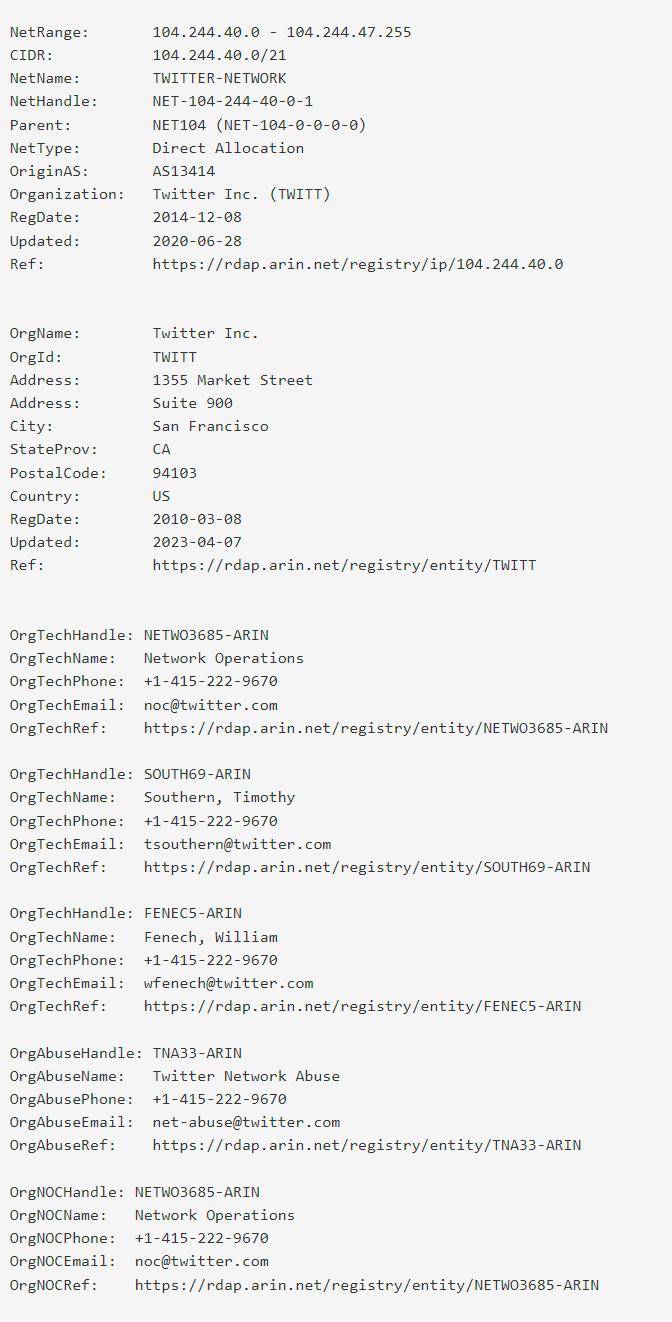 NetRange: 104.244.40.0 - 104.244.47.255
CIDR: 104.244.40.0/21
NetName: TWITTER-NETWORK
NetHandle: NET-104-244-40-0-1
Parent: NET104 (NET-104-0-0-0-0)
NetType: Direct Allocation
OriginAS: AS13414
Organization: Twitter Inc. (TWITT)
RegDate: 2014-12-08
Updated: 2020-06-28
Ref: https://rdap.arin.net/registry/ip/104.244.40.0
OrgName: Twitter Inc.
OrgId: TWITT
Address: 1355 Market Street
Address: Suite 900
City: San Francisco
StateProv: CA
PostalCode: 94103
Country: US
RegDate: 2010-03-08
Updated: 2023-04-07
Ref: https://rdap.arin.net/registry/entity/TWITT
OrgTechHandle: NETWO3685-ARIN
OrgTechName: Network Operations
OrgTechPhone: +1-415-222-9670
OrgTechEmail: noc@twitter.com
OrgTechRef: https://rdap.arin.net/registry/entity/NETWO3685-ARIN
OrgTechHandle: SOUTH69-ARIN
OrgTechName: Southern, Timothy
OrgTechPhone: +1-415-222-9670
OrgTechEmail: tsouthern@twitter.com
OrgTechRef: https://rdap.arin.net/registry/entity/SOUTH69-ARIN
OrgTechHandle: FENEC5-ARIN
OrgTechName: Fenech, William
OrgTechPhone: +1-415-222-9670
OrgTechEmail: wfenech@twitter.com
OrgTechRef: https://rdap.arin.net/registry/entity/FENEC5-ARIN
OrgAbuseHandle: TNA33-ARIN
OrgAbuseName: Twitter Network Abuse
OrgAbusePhone: +1-415-222-9670
OrgAbuseEmail: net-abuse@twitter.com
OrgAbuseRef: https://rdap.arin.net/registry/entity/TNA33-ARIN
OrgNOCHandle: NETWO3685-ARIN
OrgNOCName: Network Operations
OrgNOCPhone: +1-415-222-9670
OrgNOCEmail: noc@twitter.com
OrgNOCRef: https://rdap.arin.net/registry/entity/NETWO3685-ARIN